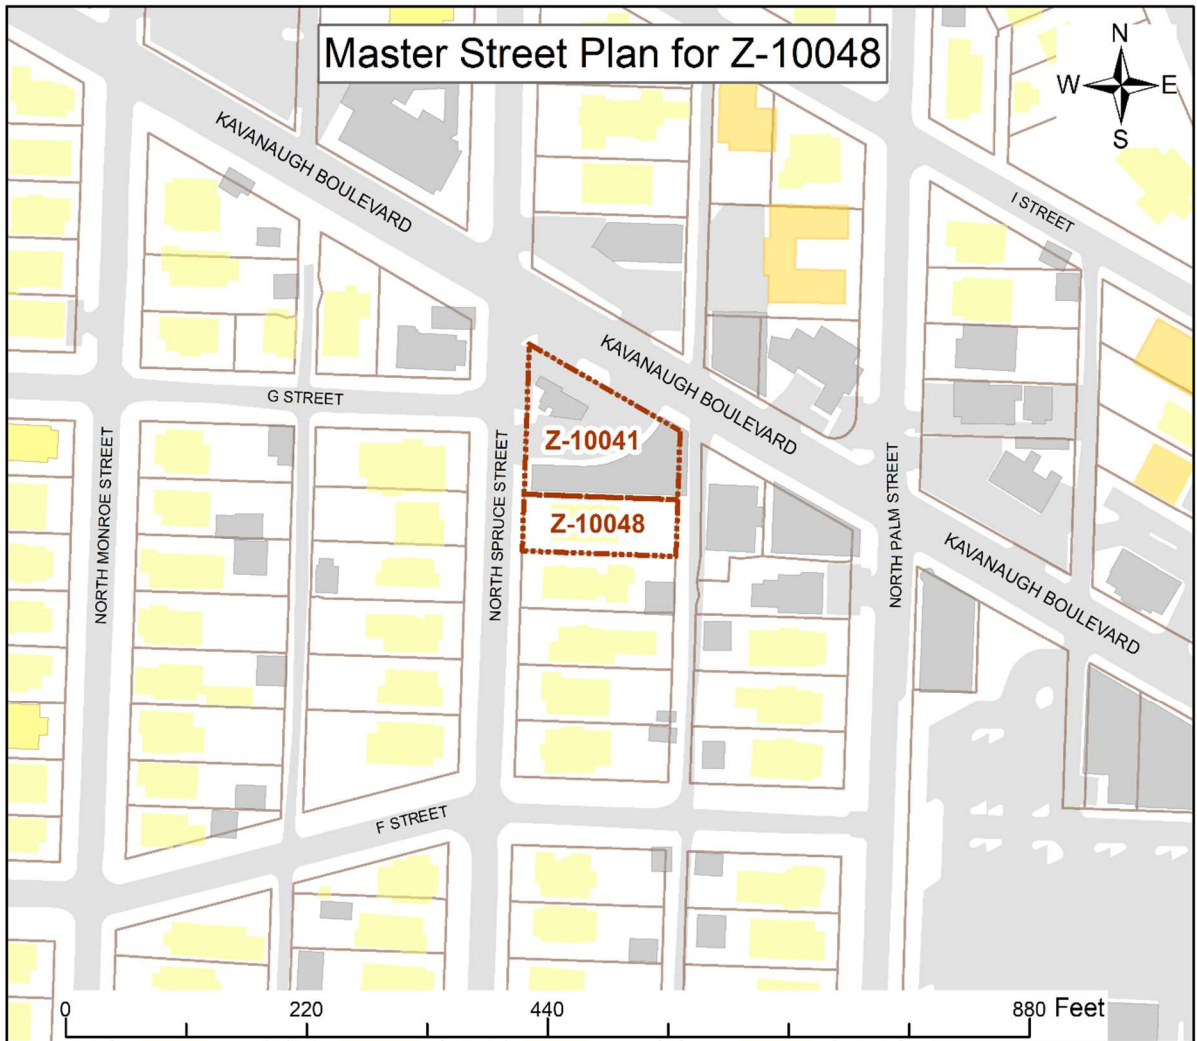 Master Street Plan for Z-10048
N
W E
S
KAVANAUGH BOULEVARD
I STREET
KAVANAUGH BOULEVARD
G STREET
Z-10041
Z-10048
NORTH MONROE STREET
NORTH SPRUCE STREET
NORTH PALM STREET
KAVANAUGH BOULEVARD
F STREET
0 220 440 880 Feet